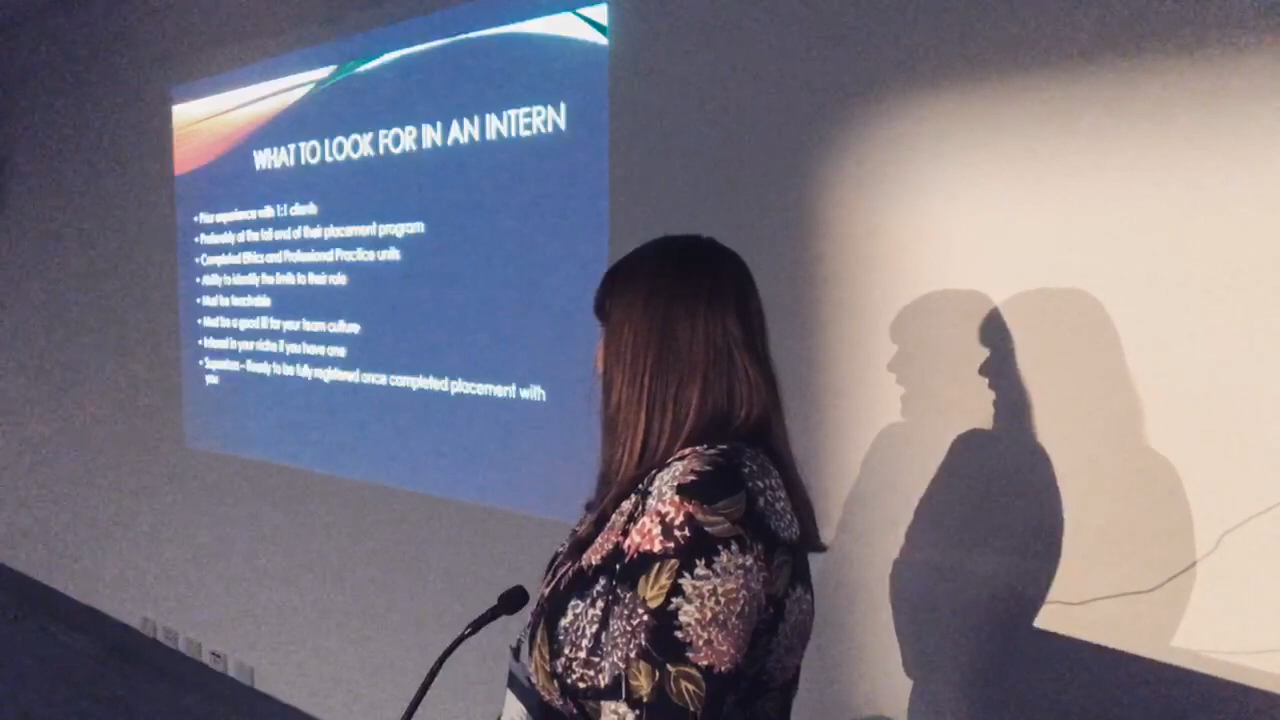 WHAT TO LOOK FOR IN AN INTERN
• Prior experience with 1:1 clients
• Preferably at the tail end of their placement program
• Completed Ethics and Professional Practice units
• Ability to identify the limits to their role
• Must be teachable
• Must be a good fit for your team culture
• Interest in your niche if you have one
• Superstars – Ready to be fully registered once completed placement with
you